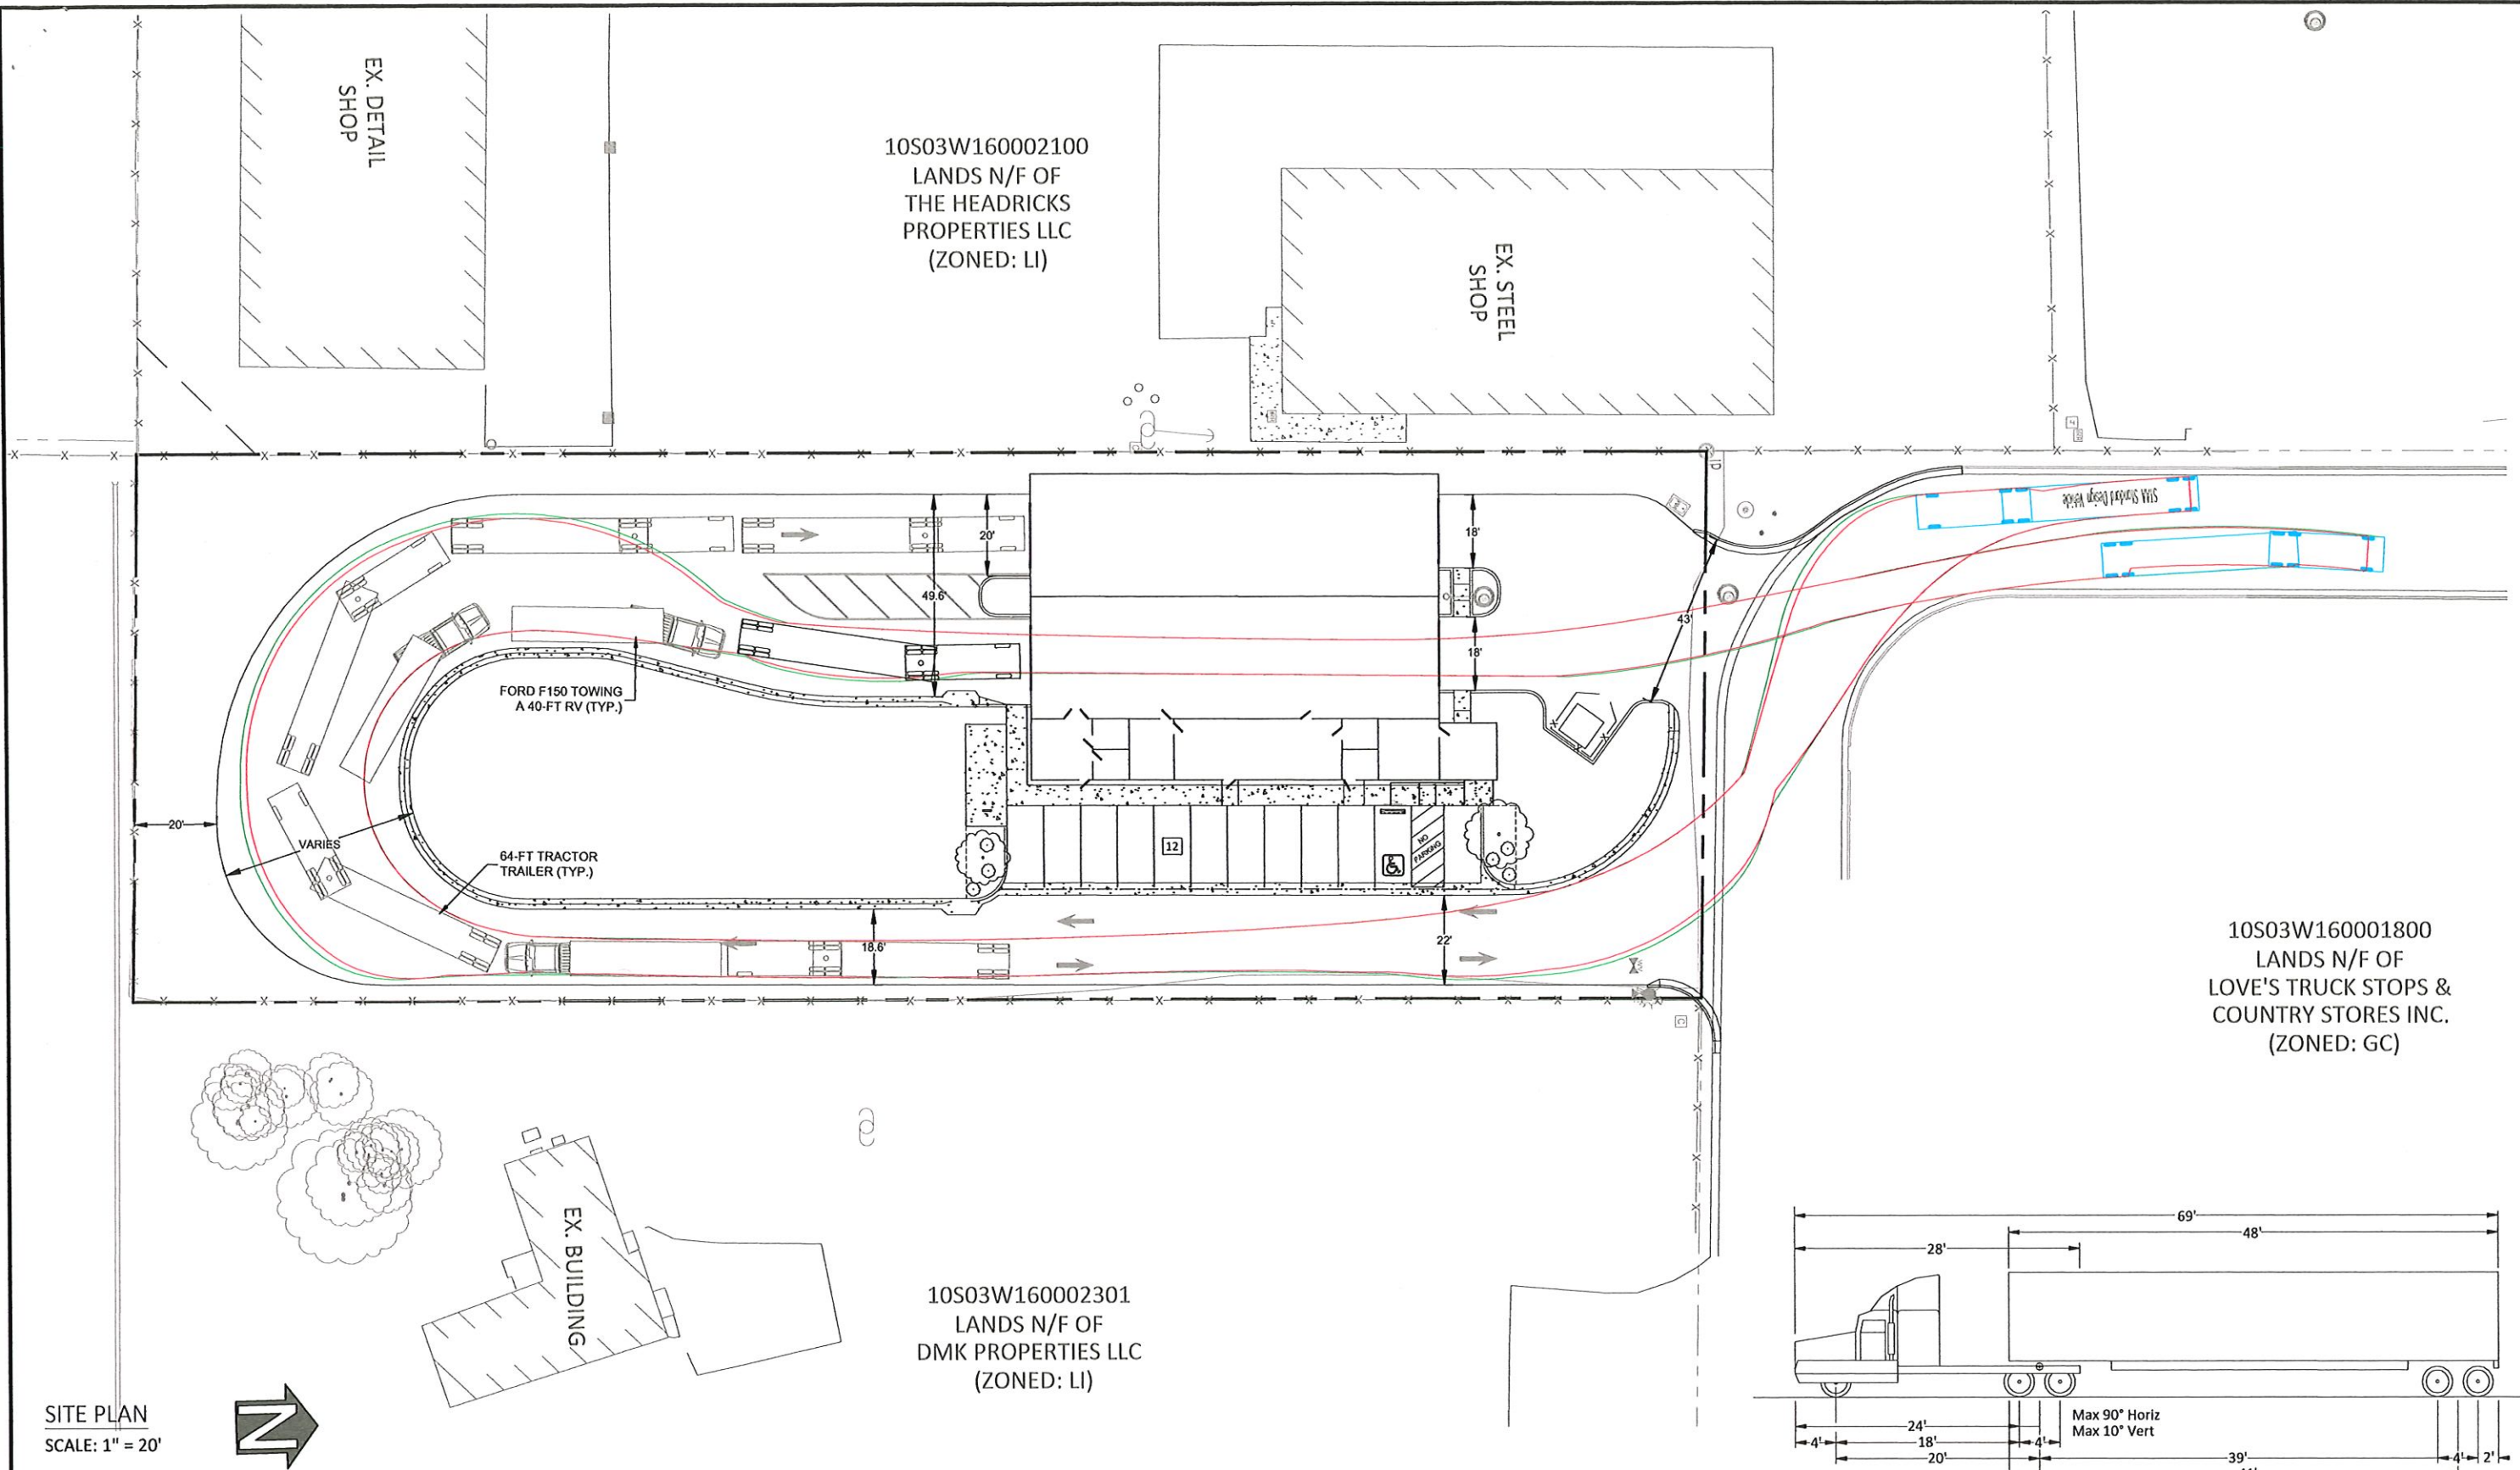 EX. DETAIL
SHOP
10S03W160002100
LANDS N/F OF
THE HEADRICKS
PROPERTIES LLC
(ZONED: LI)
EX. STEEL
SHOP
STAA Standard Design Vehicle
20'
49.6'
18'
43'
18'
FORD F150 TOWING
A 40-FT RV (TYP.)
20'
VARIES
64-FT TRACTOR
TRAILER (TYP.)
12
NO
PARKING
18.6'
22'
10S03W160001800
LANDS N/F OF
LOVE'S TRUCK STOPS &
COUNTRY STORES INC.
(ZONED: GC)
C
EX. BUILDING
10S03W160002301
LANDS N/F OF
DMK PROPERTIES LLC
(ZONED: LI)
69'
48'
28'
Max 90° Horiz
Max 10° Vert
24'
4'
18'
4'
20'
39'
4'
2'
SITE PLAN
SCALE: 1" = 20'
N